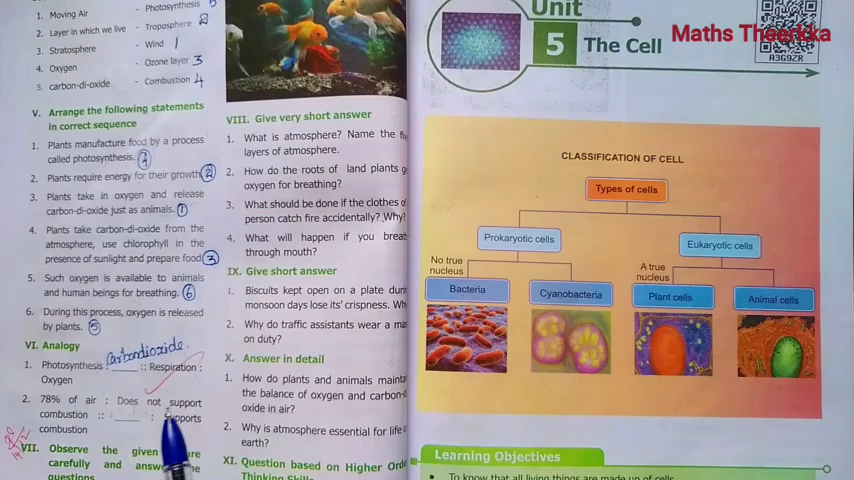 1. Moving Air - Photosynthesis 5
2. Layer in which we live - Troposphere 2
3. Stratosphere - Wind 1
4. Oxygen - Ozone layer 3
5. carbon-di-oxide - Combustion 4
V. Arrange the following statements
in correct sequence
1. Plants manufacture food by a process
called photosynthesis.
2. Plants require energy for their growth 2
3. Plants take in oxygen and release
carbon-di-oxide just as animals. 1
4. Plants take carbon-di-oxide from the
atmosphere, use chlorophyll in the
presence of sunlight and prepare food 3
5. Such oxygen is available to animals
and human beings for breathing. 6
6. During this process, oxygen is released
by plants. 5
VI. Analogy
Carbondioxide.
1. Photosynthesis : ____ :: Respiration :
Oxygen
2. 78% of air : Does not support
combustion :: ____ : Supports
combustion
VII. Observe the given
carefully and
questions
VIII. Give very short answer
1. What is atmosphere? Name the
layers of atmosphere.
2. How do the roots of land plants
oxygen for breathing?
3. What should be done if the clothes
person catch fire accidentally? Why?
4. What will happen if you
through mouth?
IX. Give short answer
1. Biscuits kept open on a plate
monsoon days lose its' crispness.
2. Why do traffic assistants wear a
on duty?
X. Answer in detail
1. How do plants and animals
the balance of oxygen and
oxide in air?
2. Why is atmosphere essential for life
earth?
XI. Question based on Higher
Thinking Skills
Unit
5 The Cell
Maths Theerkka
A3G9ZR
CLASSIFICATION OF CELL
Types of cells
Prokaryotic cells
Eukaryotic cells
No true
nucleus
A true
nucleus
Bacteria
Cyanobacteria
Plant cells
Animal cells
Learning Objectives
• To know that all living things are made up of cells